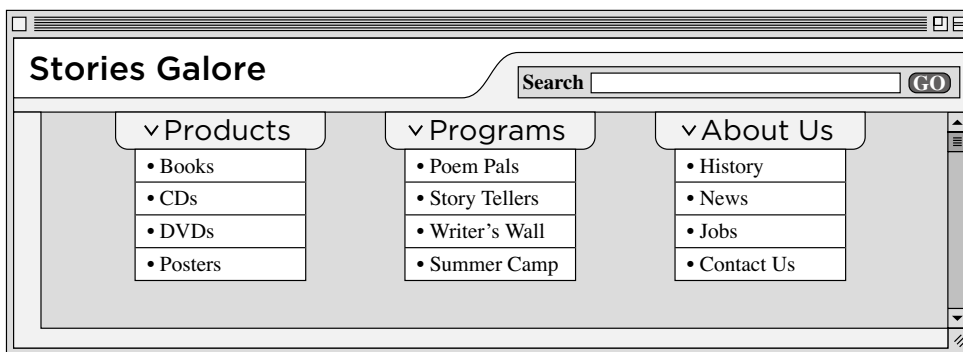 Stories Galore
Search GO
Products
• Books
• CDs
• DVDs
• Posters
Programs
• Poem Pals
• Story Tellers
• Writer's Wall
• Summer Camp
About Us
• History
• News
• Jobs
• Contact Us